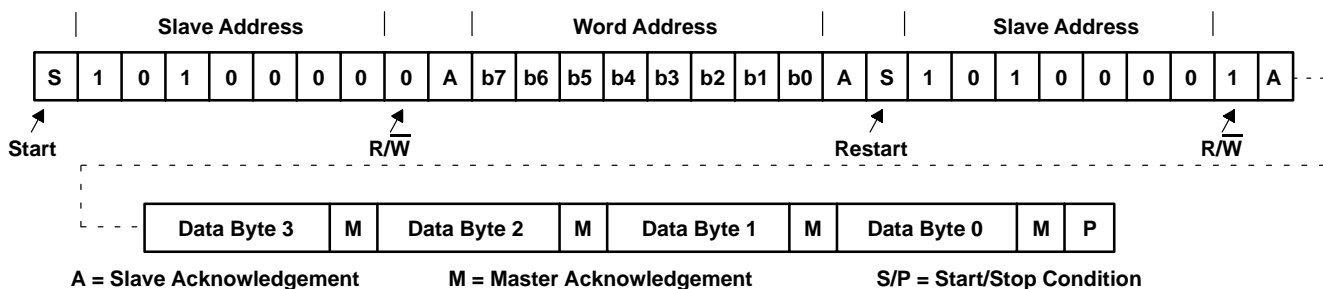 Slave Address Word Address Slave Address
S 1 0 1 0 0 0 0 0 A b7 b6 b5 b4 b3 b2 b1 b0 A S 1 0 1 0 0 0 0 1 A
Start R/W̅ Restart R/W̅
Data Byte 3 M Data Byte 2 M Data Byte 1 M Data Byte 0 M P
A = Slave Acknowledgement M = Master Acknowledgement S/P = Start/Stop Condition